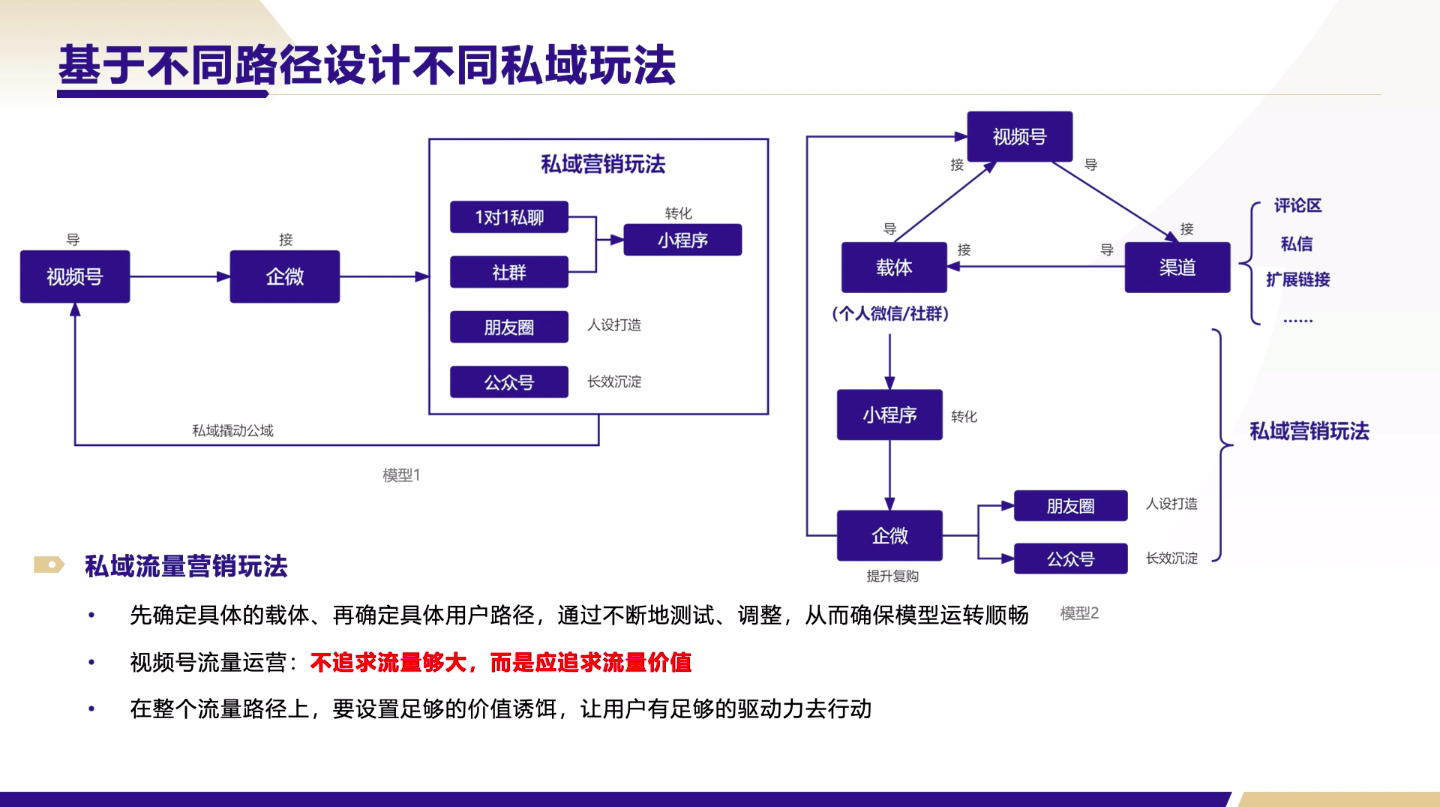 基于不同路径设计不同私域玩法
私域营销玩法
1对1私聊
社群
朋友圈
公众号
转化
小程序
人设打造
长效沉淀
导
视频号
接
企微
私域撬动公域
模型1
视频号
接
导
导
接
载体
接
导
渠道
(个人微信/社群)
评论区
私信
扩展链接
......
小程序
转化
企微
提升复购
朋友圈
人设打造
公众号
长效沉淀
私域营销玩法
模型2
私域流量营销玩法
• 先确定具体的载体、再确定具体用户路径，通过不断地测试、调整，从而确保模型运转顺畅
• 视频号流量运营：不追求流量够大，而是应追求流量价值
• 在整个流量路径上，要设置足够的价值诱饵，让用户有足够的驱动力去行动